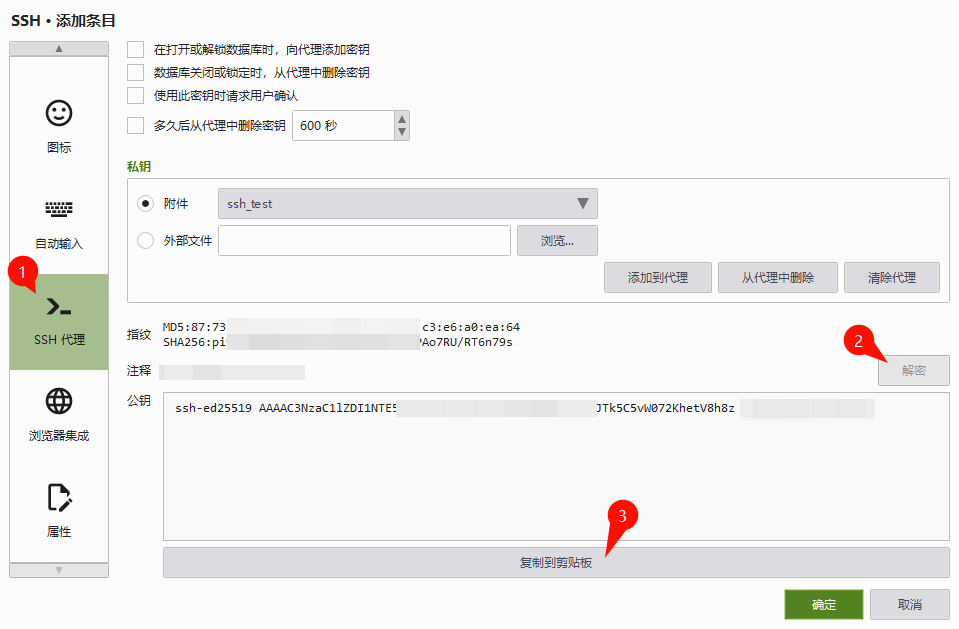 SSH • 添加条目
在打开或解锁数据库时，向代理添加密钥
数据库关闭或锁定时，从代理中删除密钥
使用此密钥时请求用户确认
多久后从代理中删除密钥 600 秒
图标
自动输入
1
SSH 代理
浏览器集成
属性
私钥
附件 ssh_test
外部文件 浏览...
添加到代理 从代理中删除 清除代理
指纹
MD5:87:73 c3:e6:a0:ea:64
SHA256:pi Ao7RU/RT6n79s
2
注释 解密
公钥
ssh-ed25519 AAAAC3NzaC1lZDI1NTE5 JTk5C5vW072KhetV8h8z
3
复制到剪贴板
确定 取消